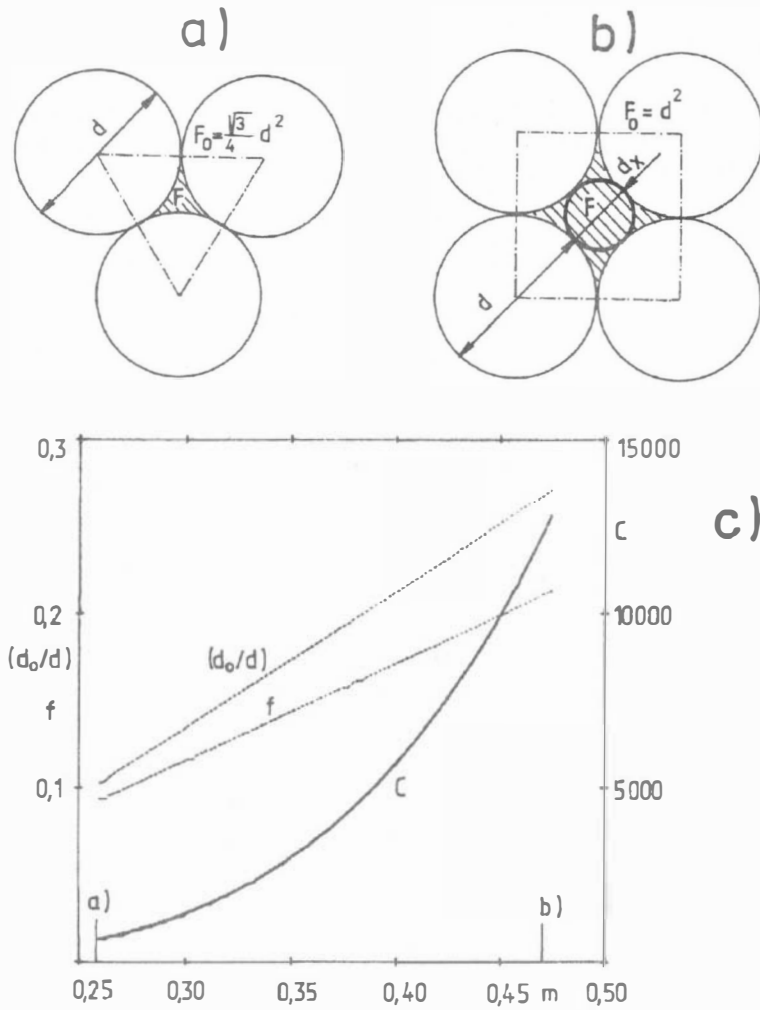 a)
b)
d
F₀=√3/4 d²
F
F₀=d²
dₓ
F
d
0,3
15000
c)
C
0,2
10000
(d₀/d)
(d₀/d)
f
f
0,1
C
5000
a)
b)
0
0,25 0,30 0,35 0,40 0,45 m 0,50